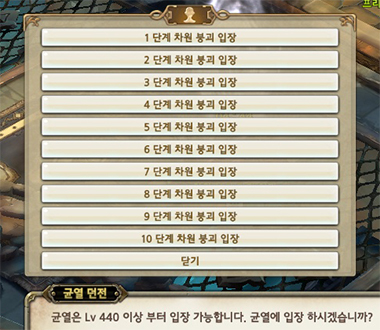 프리
1 단계 차원 붕괴 입장
2 단계 차원 붕괴 입장
3 단계 차원 붕괴 입장
4 단계 차원 붕괴 입장
5 단계 차원 붕괴 입장
6 단계 차원 붕괴 입장
7 단계 차원 붕괴 입장
8 단계 차원 붕괴 입장
9 단계 차원 붕괴 입장
10 단계 차원 붕괴 입장
닫기
균열 던전
균열은 Lv 440 이상 부터 입장 가능합니다. 균열에 입장 하시겠습니까?